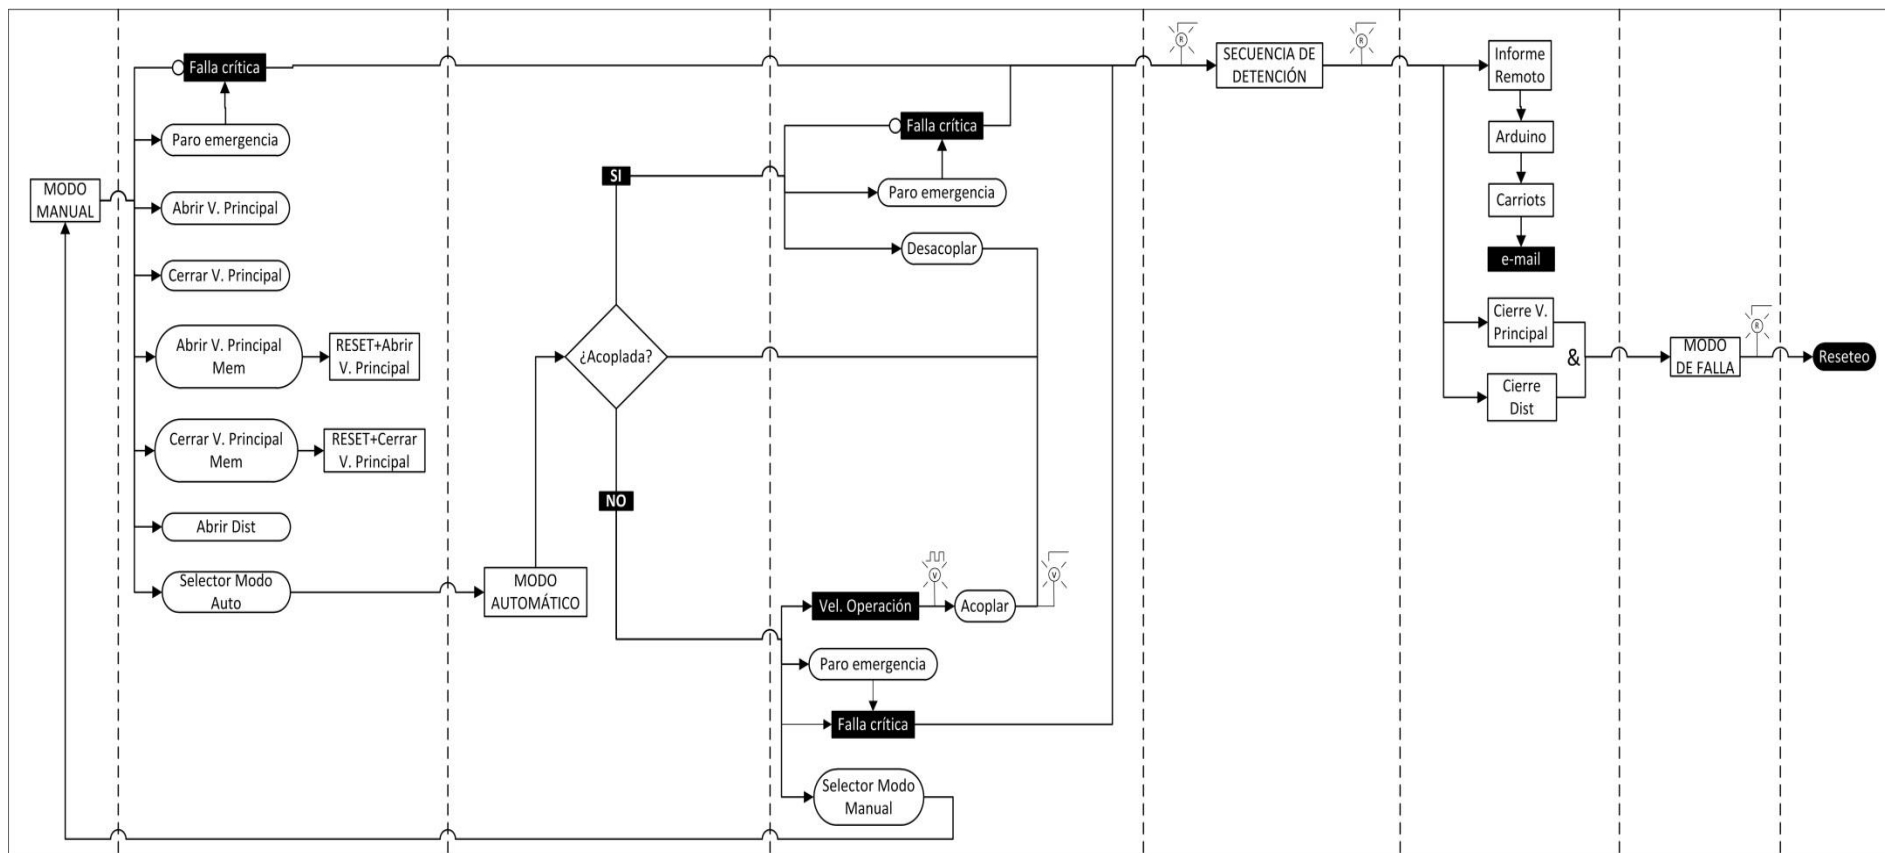 MODO
MANUAL
Falla crítica
Paro emergencia
Abrir V. Principal
Cerrar V. Principal
Abrir V. Principal
Mem
RESET+Abrir
V. Principal
Cerrar V. Principal
Mem
RESET+Cerrar
V. Principal
Abrir Dist
Selector Modo
Auto
MODO
AUTOMÁTICO
¿Acoplada?
SI
NO
Falla crítica
Paro emergencia
Desacoplar
Vel. Operación
V
Acoplar
V
Paro emergencia
Falla crítica
Selector Modo
Manual
R
SECUENCIA DE
DETENCIÓN
R
Informe
Remoto
Arduino
Carriots
e-mail
Cierre V.
Principal
&
Cierre
Dist
MODO
DE FALLA
R
Reseteo